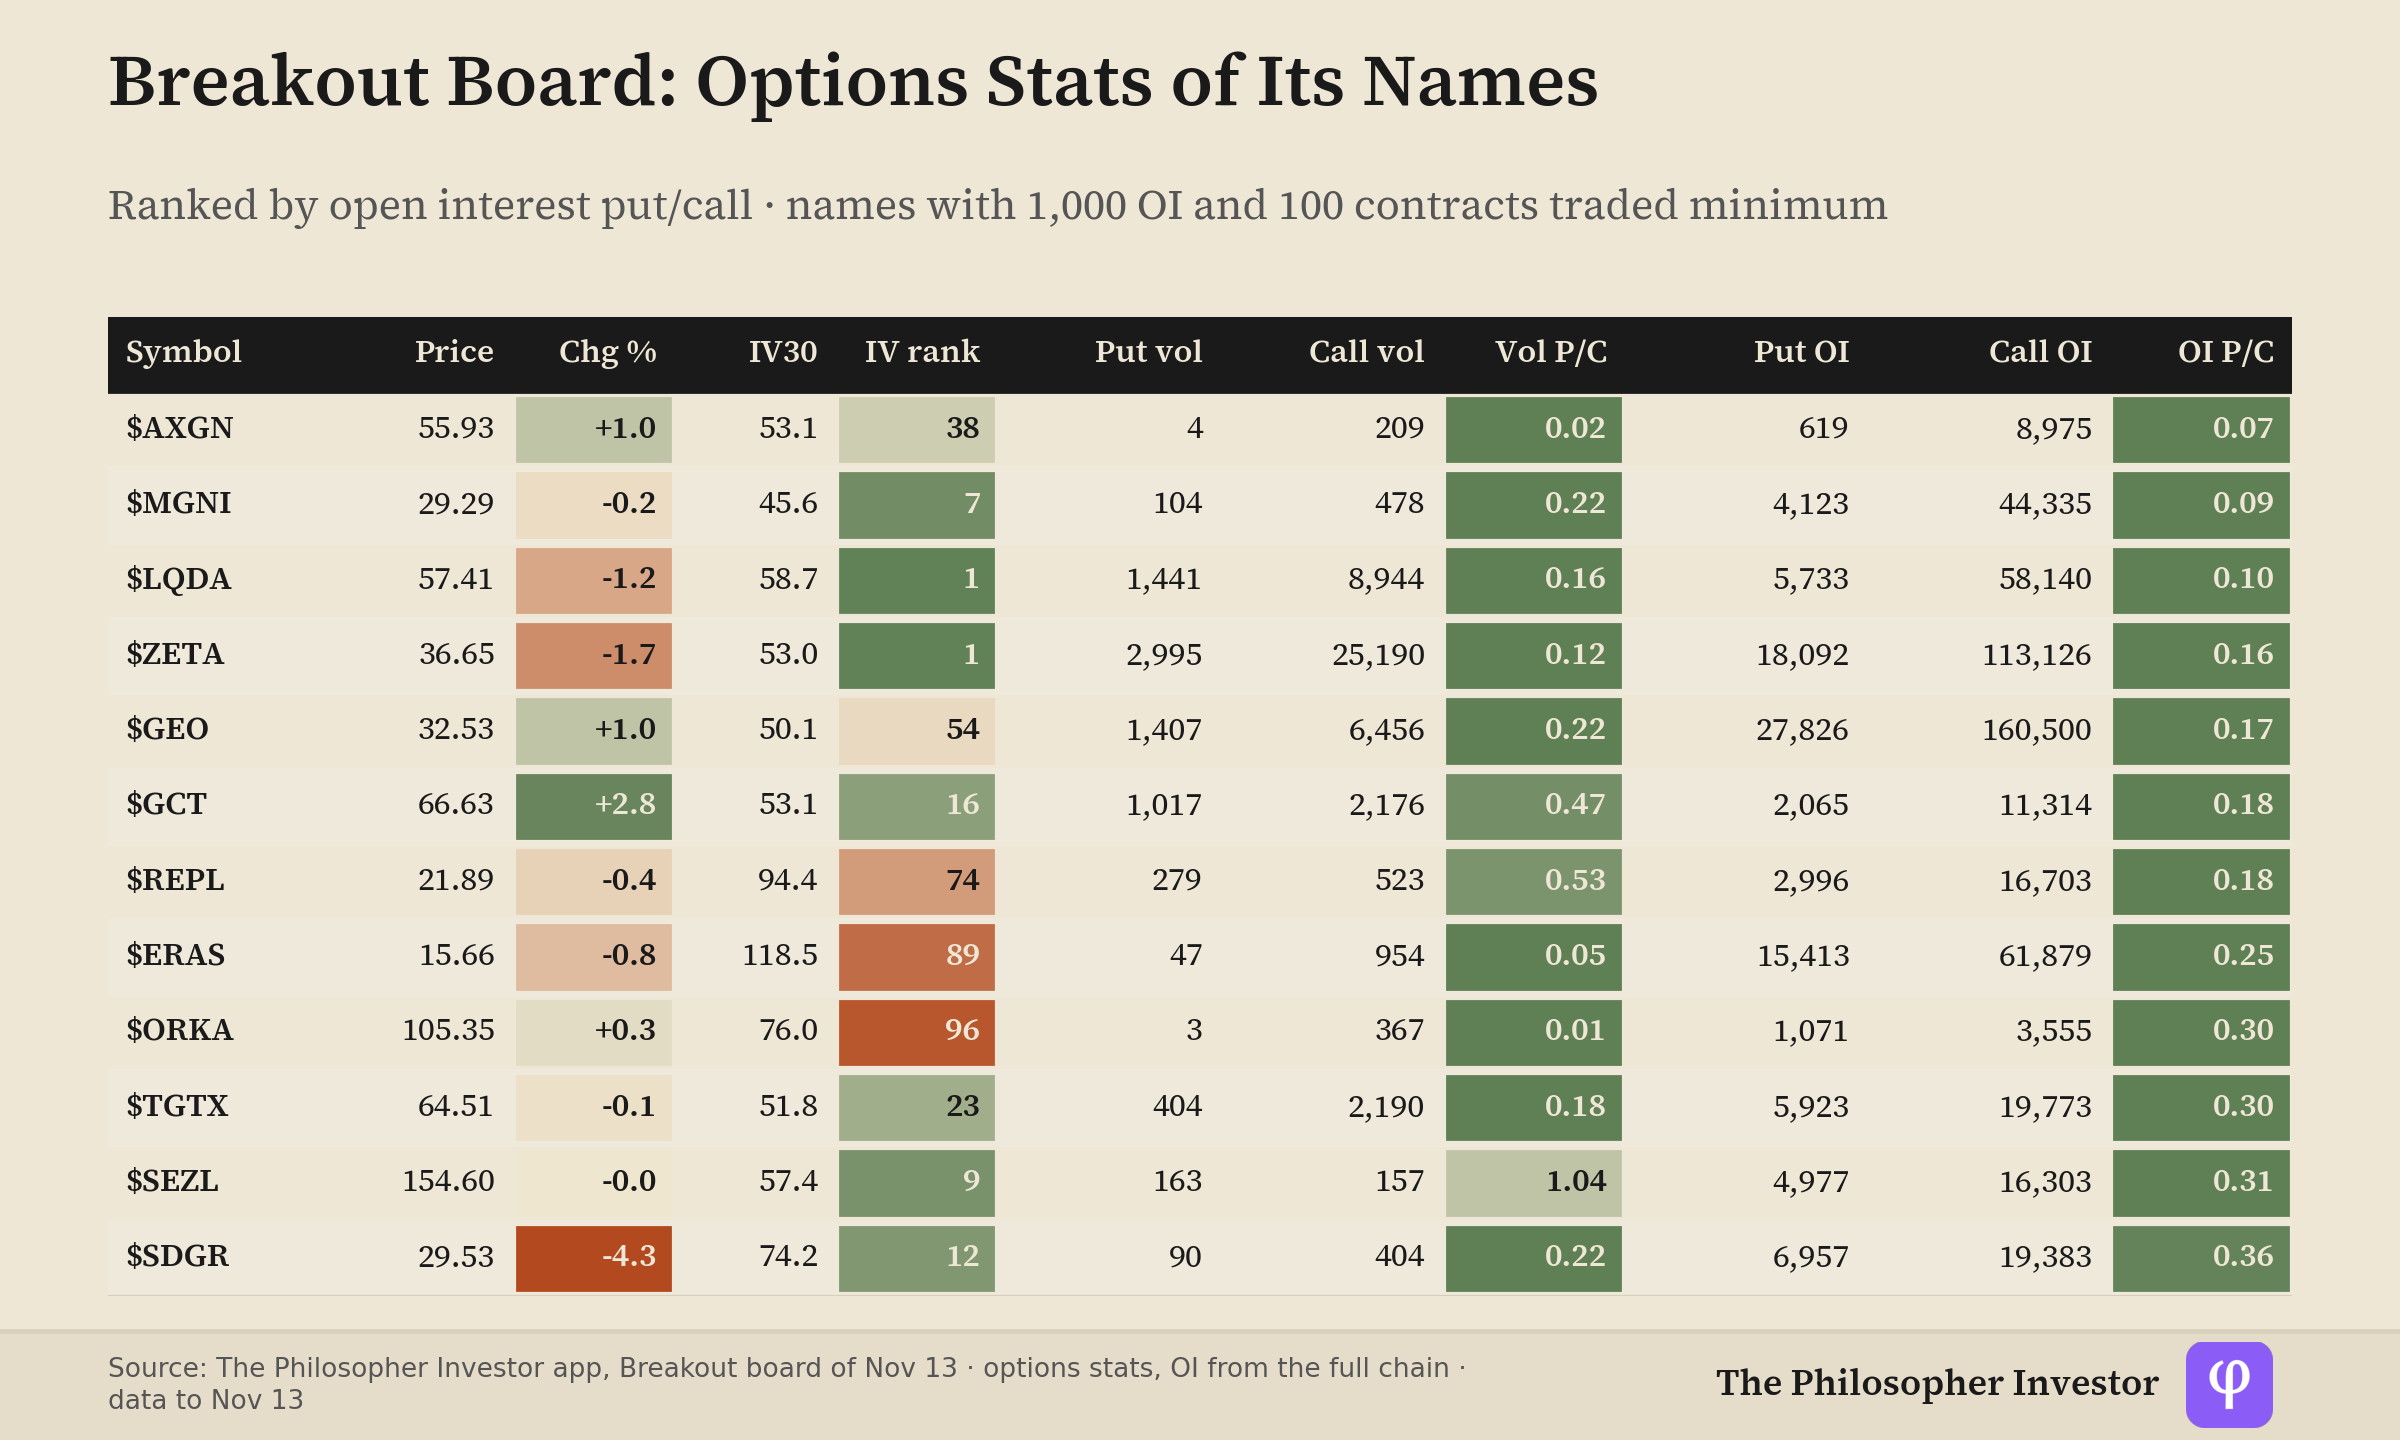 Breakout Board: Options Stats of Its Names
Ranked by open interest put/call · names with 1,000 OI and 100 contracts traded minimum
Symbol Price Chg % IV30 IV rank Put vol Call vol Vol P/C Put OI Call OI OI P/C
$AXGN 55.93 +1.0 53.1 38 4 209 0.02 619 8,975 0.07
$MGNI 29.29 -0.2 45.6 7 104 478 0.22 4,123 44,335 0.09
$LQDA 57.41 -1.2 58.7 1 1,441 8,944 0.16 5,733 58,140 0.10
$ZETA 36.65 -1.7 53.0 1 2,995 25,190 0.12 18,092 113,126 0.16
$GEO 32.53 +1.0 50.1 54 1,407 6,456 0.22 27,826 160,500 0.17
$GCT 66.63 +2.8 53.1 16 1,017 2,176 0.47 2,065 11,314 0.18
$REPL 21.89 -0.4 94.4 74 279 523 0.53 2,996 16,703 0.18
$ERAS 15.66 -0.8 118.5 89 47 954 0.05 15,413 61,879 0.25
$ORKA 105.35 +0.3 76.0 96 3 367 0.01 1,071 3,555 0.30
$TGTX 64.51 -0.1 51.8 23 404 2,190 0.18 5,923 19,773 0.30
$SEZL 154.60 -0.0 57.4 9 163 157 1.04 4,977 16,303 0.31
$SDGR 29.53 -4.3 74.2 12 90 404 0.22 6,957 19,383 0.36
Source: The Philosopher Investor app, Breakout board of Nov 13 · options stats, OI from the full chain ·
data to Nov 13
The Philosopher Investor φ